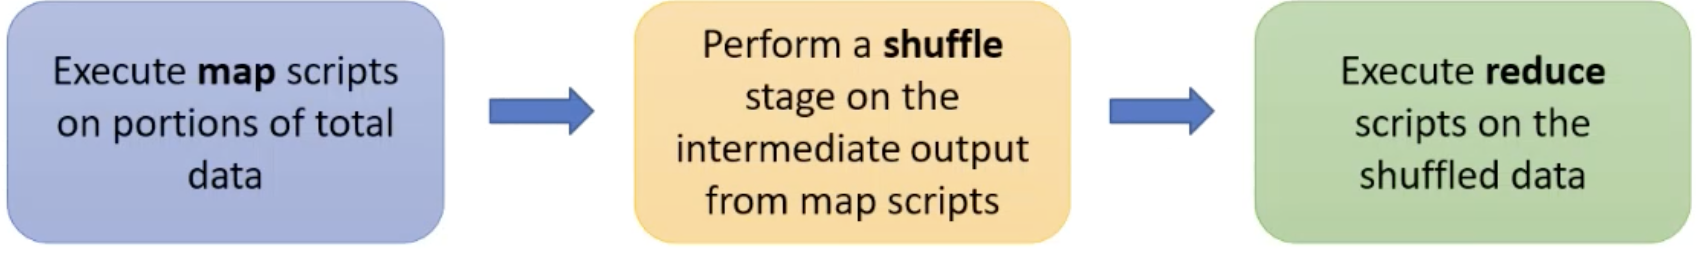 Execute map scripts
on portions of total
data
Perform a shuffle
stage on the
intermediate output
from map scripts
Execute reduce
scripts on the
shuffled data